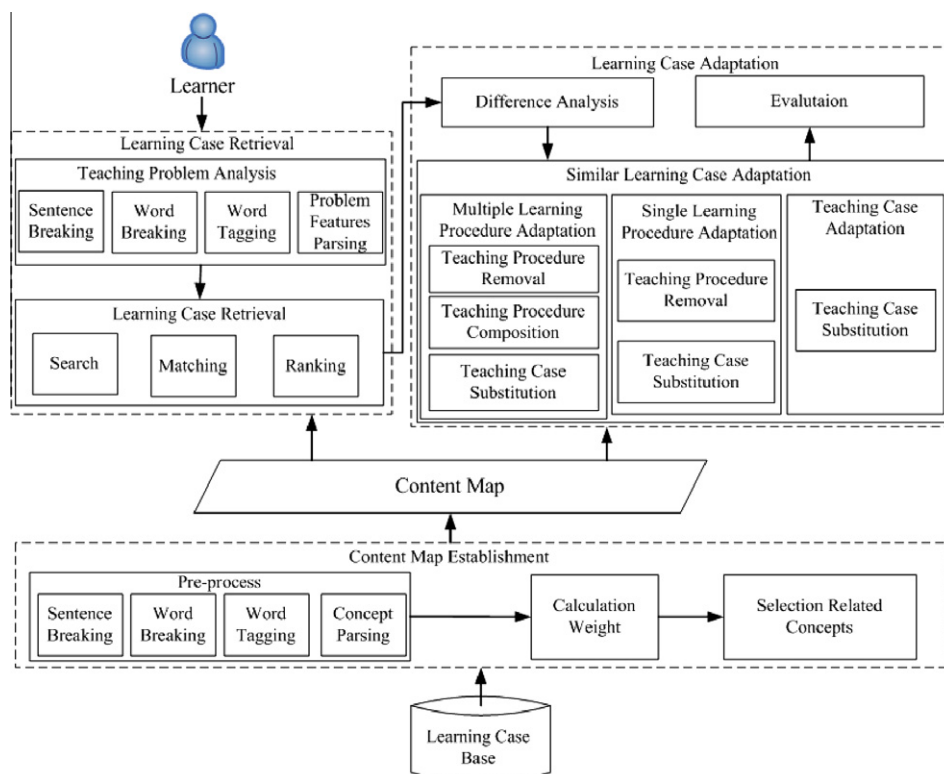 Learner
Learning Case Retrieval
Teaching Problem Analysis
Sentence
Breaking
Word
Breaking
Word
Tagging
Problem
Features
Parsing
Learning Case Retrieval
Search
Matching
Ranking
Learning Case Adaptation
Difference Analysis
Evalutaion
Similar Learning Case Adaptation
Multiple Learning
Procedure Adaptation
Teaching Procedure
Removal
Teaching Procedure
Composition
Teaching Case
Substitution
Single Learning
Procedure Adaptation
Teaching Procedure
Removal
Teaching Case
Substitution
Teaching Case
Adaptation
Teaching Case
Substitution
Content Map
Content Map Establishment
Pre-process
Sentence
Breaking
Word
Breaking
Word
Tagging
Concept
Parsing
Calculation
Weight
Selection Related
Concepts
Learning Case
Base